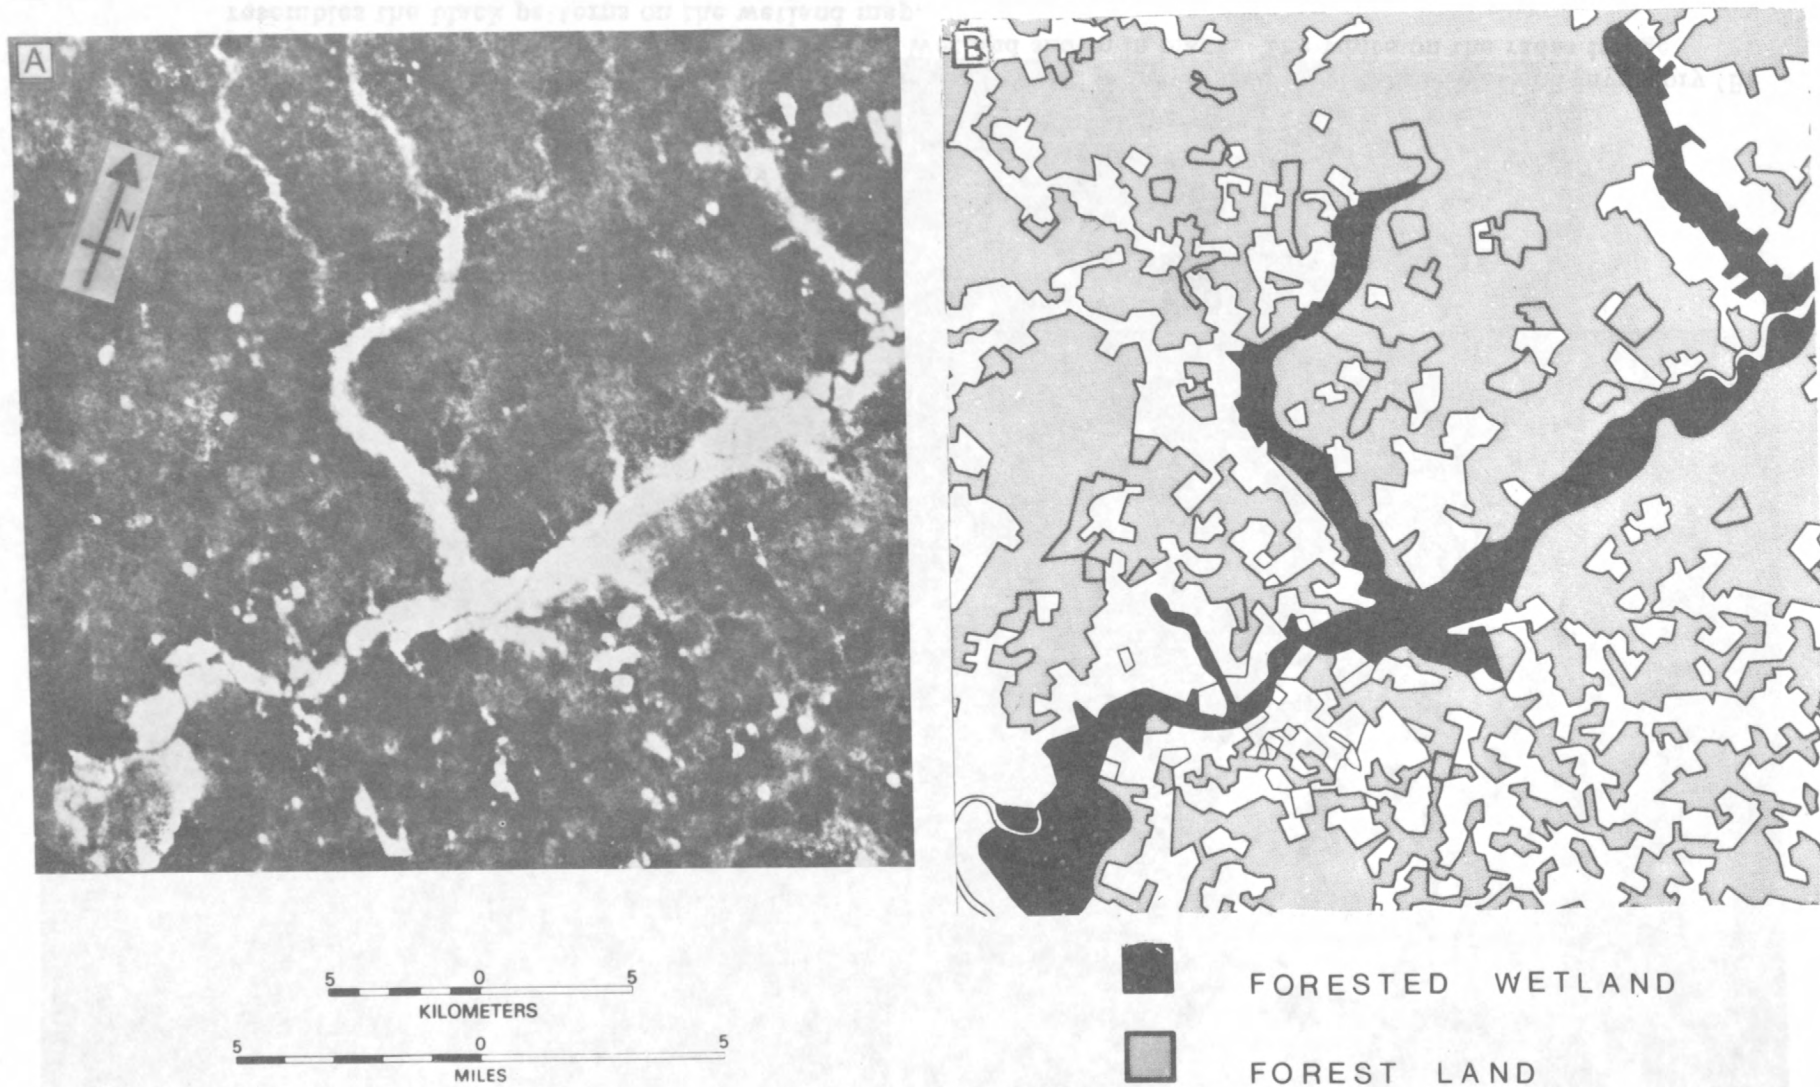 A
B
N
5 0 5
KILOMETERS
5 0 5
MILES
FORESTED WETLAND
FOREST LAND